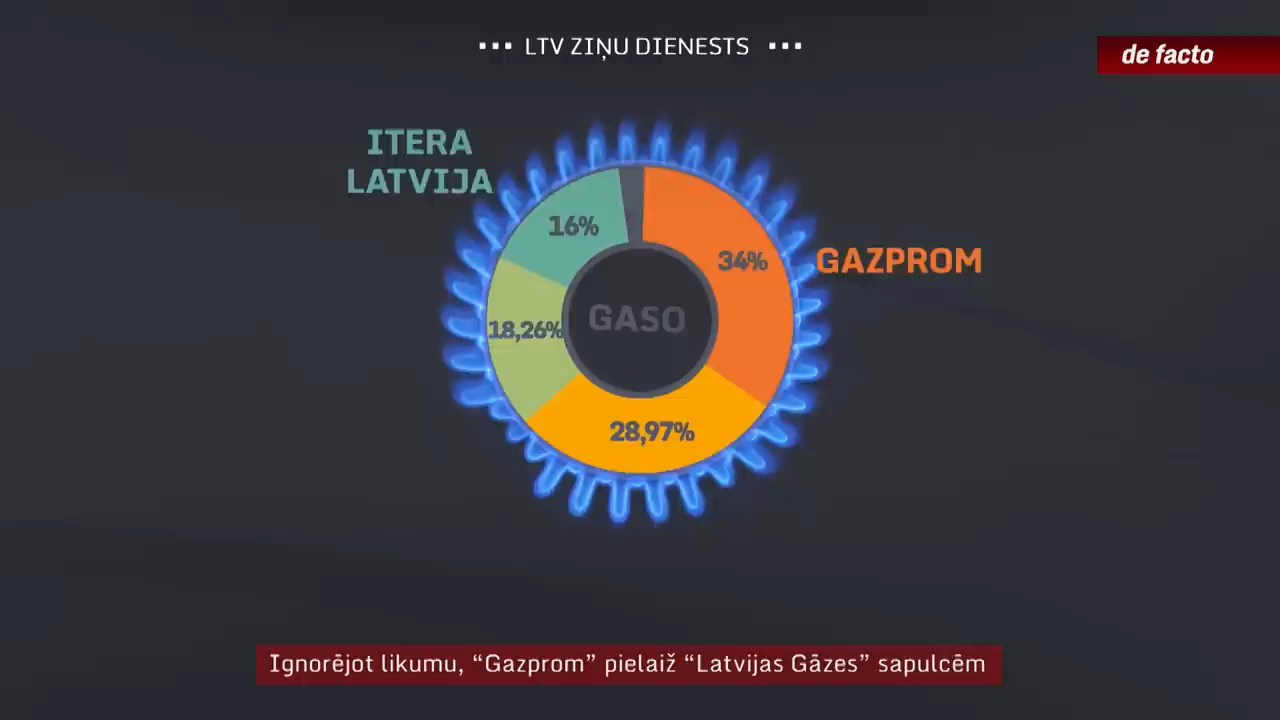 ••• LTV ZIŅU DIENESTS •••
de facto
ITERA
LATVIJA
16%
34%
GAZPROM
GASO
18,26%
28,97%
Ignorējot likumu, “Gazprom” pielaiž “Latvijas Gāzes” sapulcēm